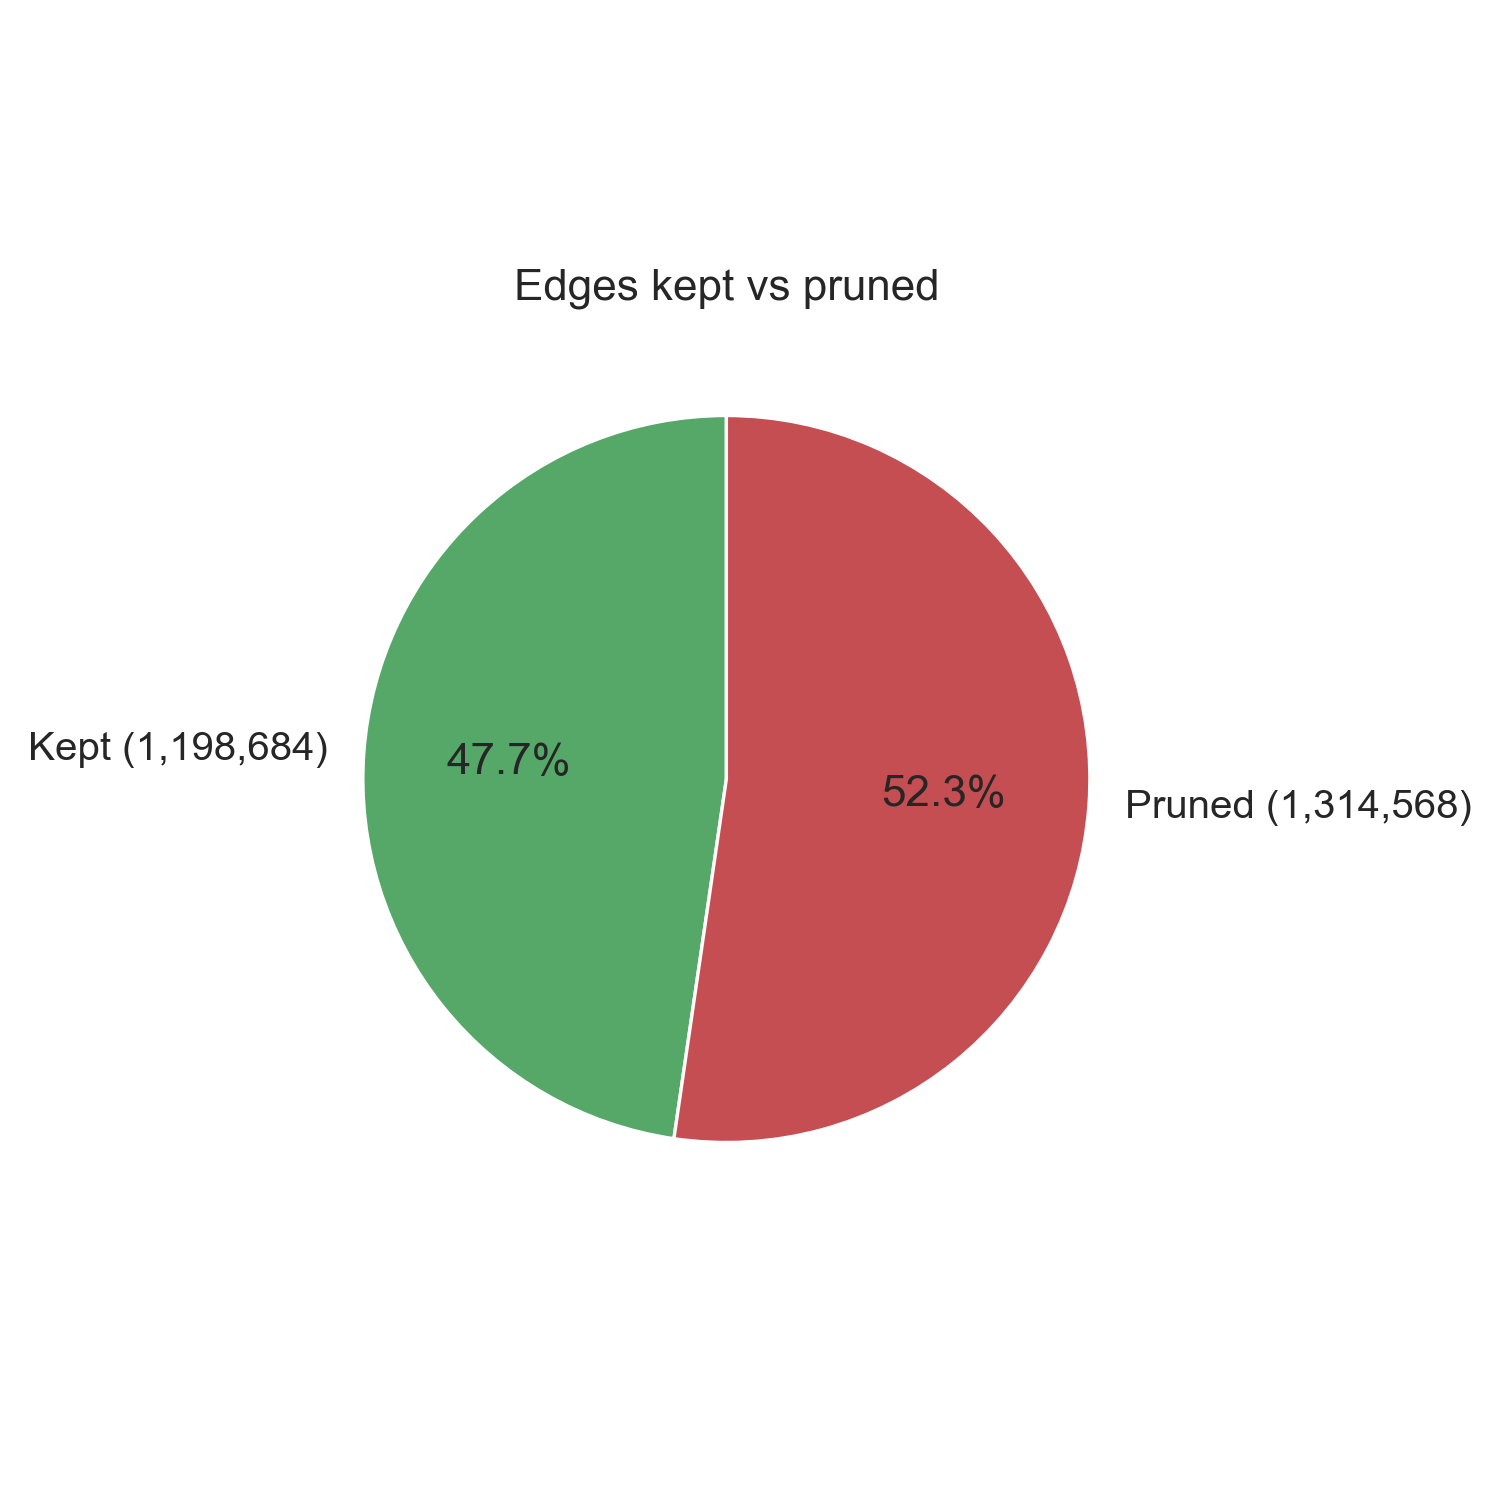 Edges kept vs pruned
Kept (1,198,684)
47.7%
52.3%
Pruned (1,314,568)